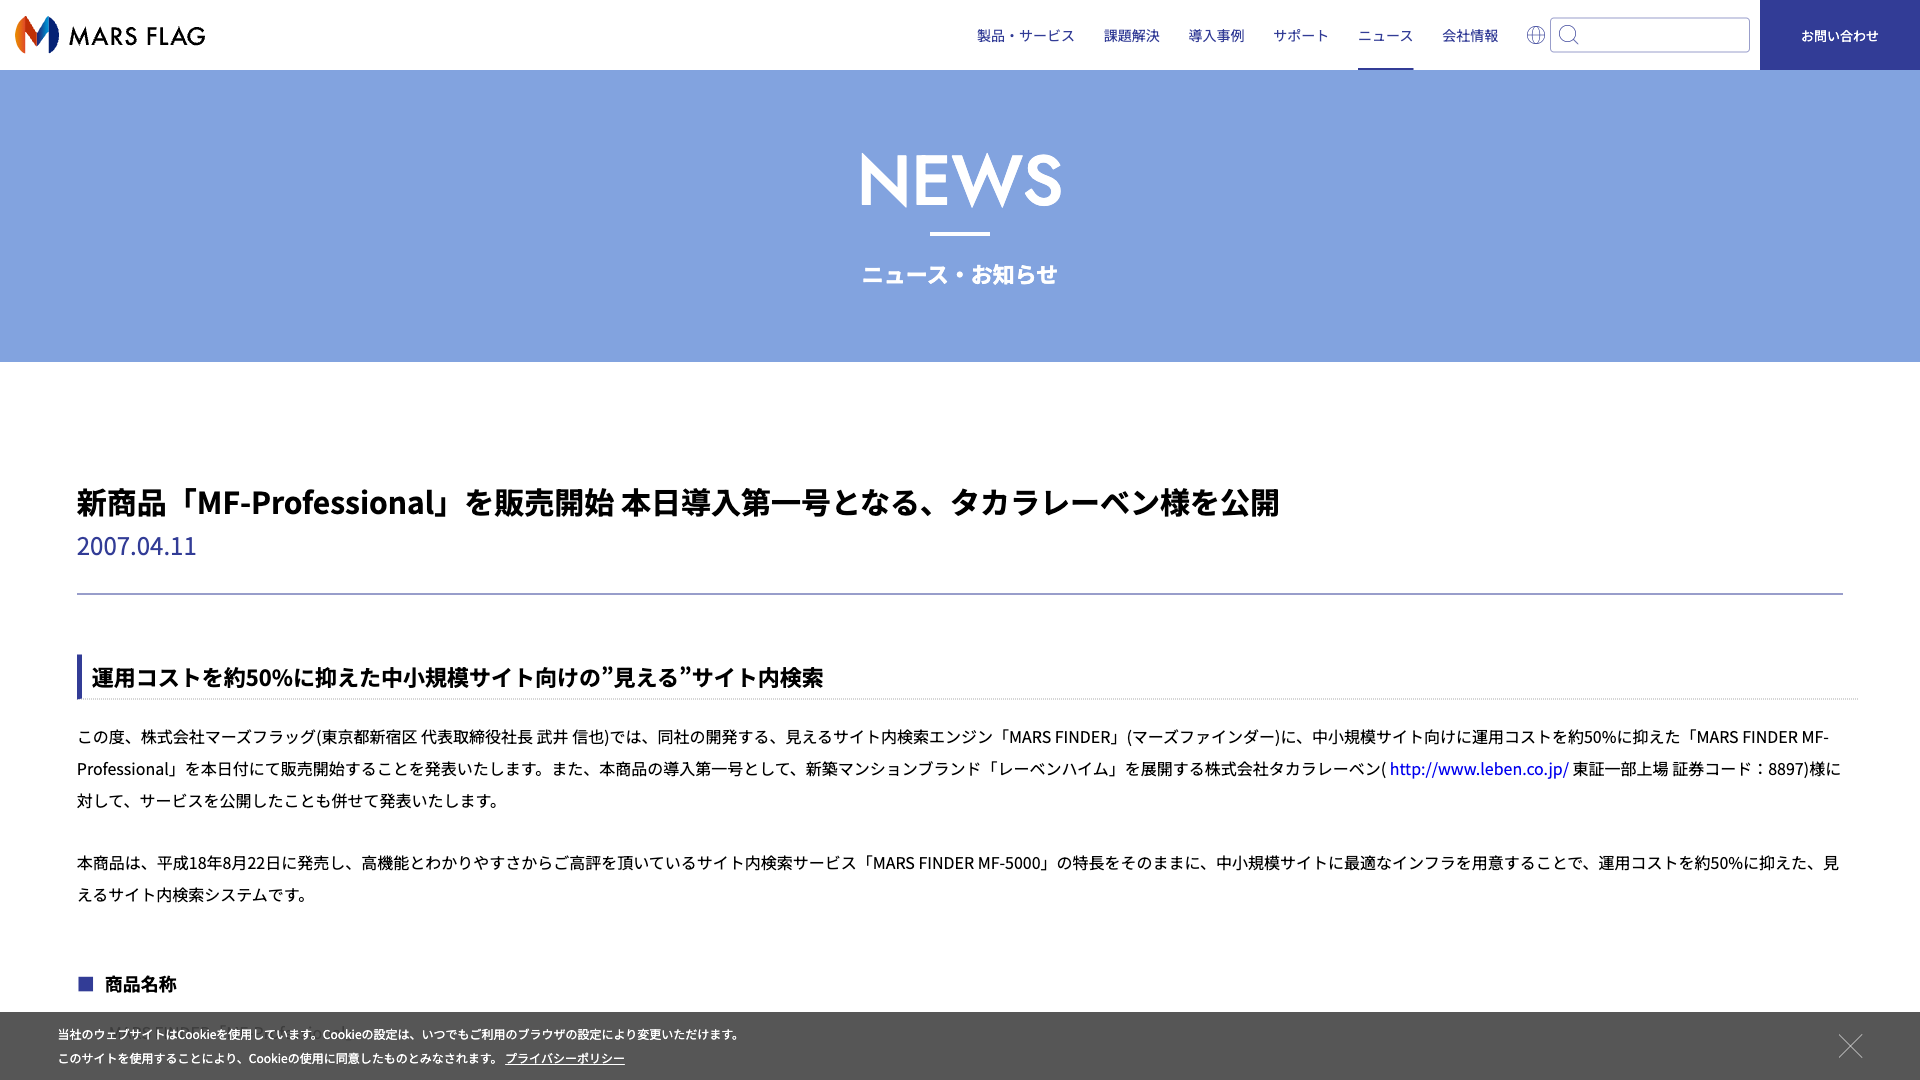 MARS FLAG
製品・サービス 課題解決 導入事例 サポート ニュース 会社情報 お問い合わせ
NEWS
ニュース・お知らせ
新商品「MF-Professional」を販売開始 本日導入第一号となる、タカラレーベン様を公開
2007.04.11
運用コストを約50%に抑えた中小規模サイト向けの”見える”サイト内検索
この度、株式会社マーズフラッグ(東京都新宿区 代表取締役社長 武井 信也)では、同社の開発する、見えるサイト内検索エンジン「MARS FINDER」(マーズファインダー)に、中小規模サイト向けに運用コストを約50%に抑えた「MARS FINDER MF-
Professional」を本日付にて販売開始することを発表いたします。また、本商品の導入第一号として、新築マンションブランド「レーベンハイム」を展開する株式会社タカラレーベン( http://www.leben.co.jp/ 東証一部上場 証券コード：8897)様に
対して、サービスを公開したことも併せて発表いたします。
本商品は、平成18年8月22日に発売し、高機能とわかりやすさからご高評を頂いているサイト内検索サービス「MARS FINDER MF-5000」の特長をそのままに、中小規模サイトに最適なインフラを用意することで、運用コストを約50%に抑えた、見
えるサイト内検索システムです。
■ 商品名称
当社のウェブサイトはCookieを使用しています。Cookieの設定は、いつでもご利用のブラウザの設定により変更いただけます。
このサイトを使用することにより、Cookieの使用に同意したものとみなされます。 プライバシーポリシー